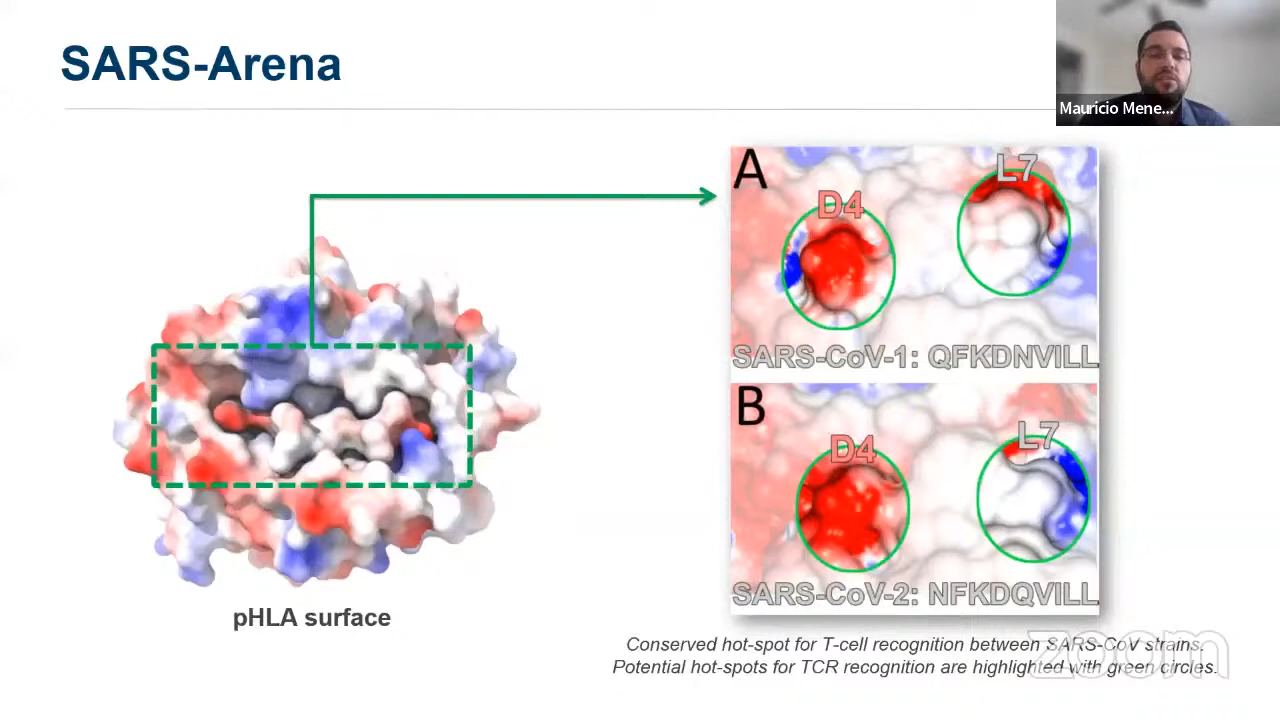 SARS-Arena
Maurício Mene...
A
D4
L7
SARS-CoV-1: QFKDNVILL
B
D4
L7
SARS-CoV-2: NFKDQVILL
pHLA surface
Conserved hot-spot for T-cell recognition between SARS-CoV strains.
Potential hot-spots for TCR recognition are highlighted with green circles.
zoom